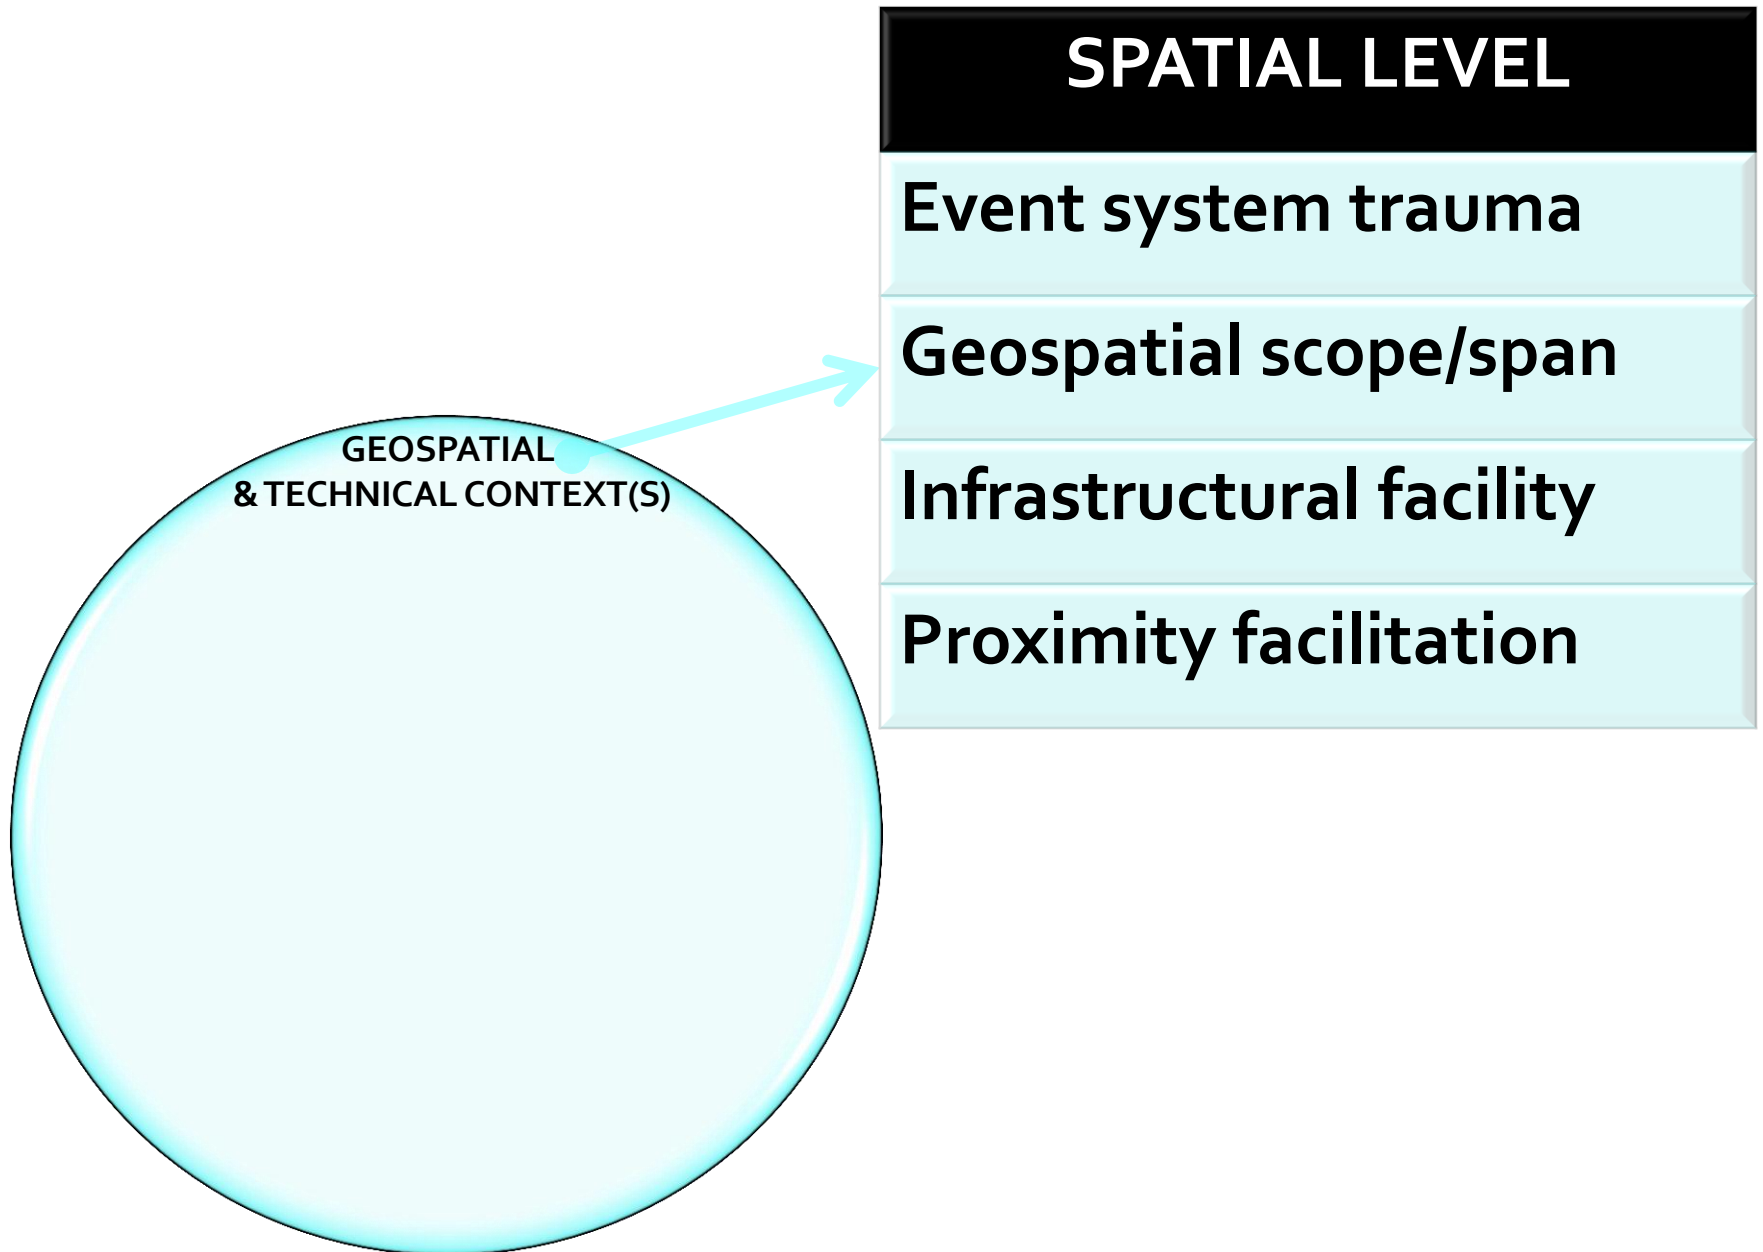 SPATIAL LEVEL
Event system trauma
Geospatial scope/span
Infrastructural facility
Proximity facilitation
GEOSPATIAL
& TECHNICAL CONTEXT(S)